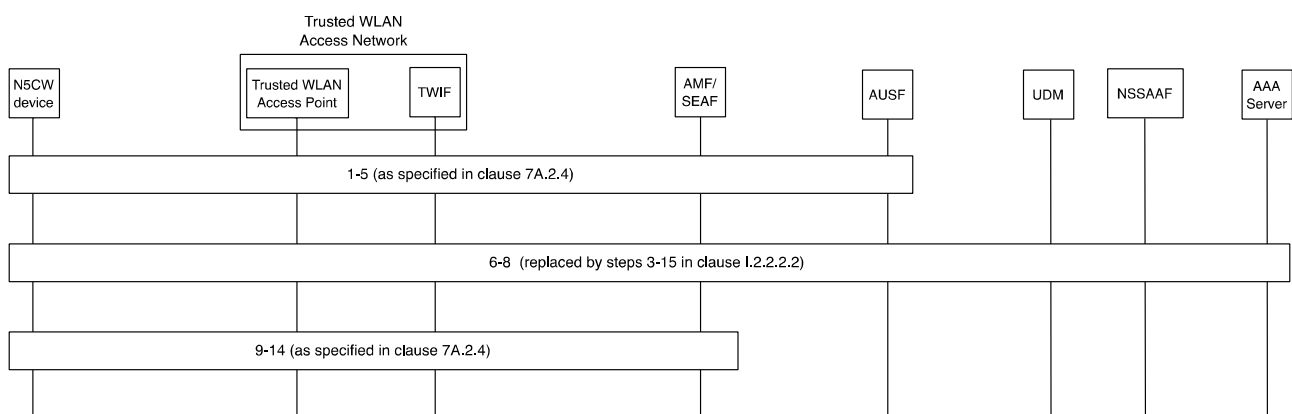 Trusted WLAN
Access Network
N5CW
device
Trusted WLAN
Access Point
TWIF
AMF/
SEAF
AUSF
UDM
NSSAAF
AAA
Server
1-5 (as specified in clause 7A.2.4)
6-8 (replaced by steps 3-15 in clause I.2.2.2.2)
9-14 (as specified in clause 7A.2.4)